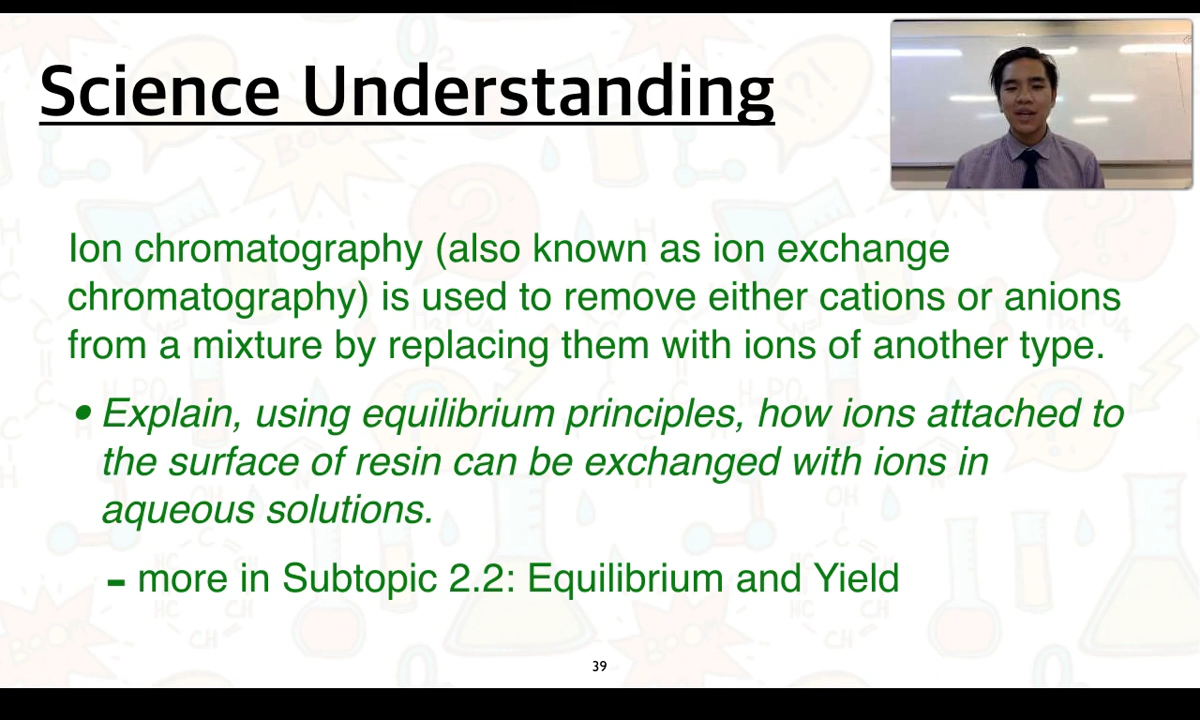 Science Understanding
Ion chromatography (also known as ion exchange
chromatography) is used to remove either cations or anions
from a mixture by replacing them with ions of another type.
• Explain, using equilibrium principles, how ions attached to
the surface of resin can be exchanged with ions in
aqueous solutions.
- more in Subtopic 2.2: Equilibrium and Yield
39